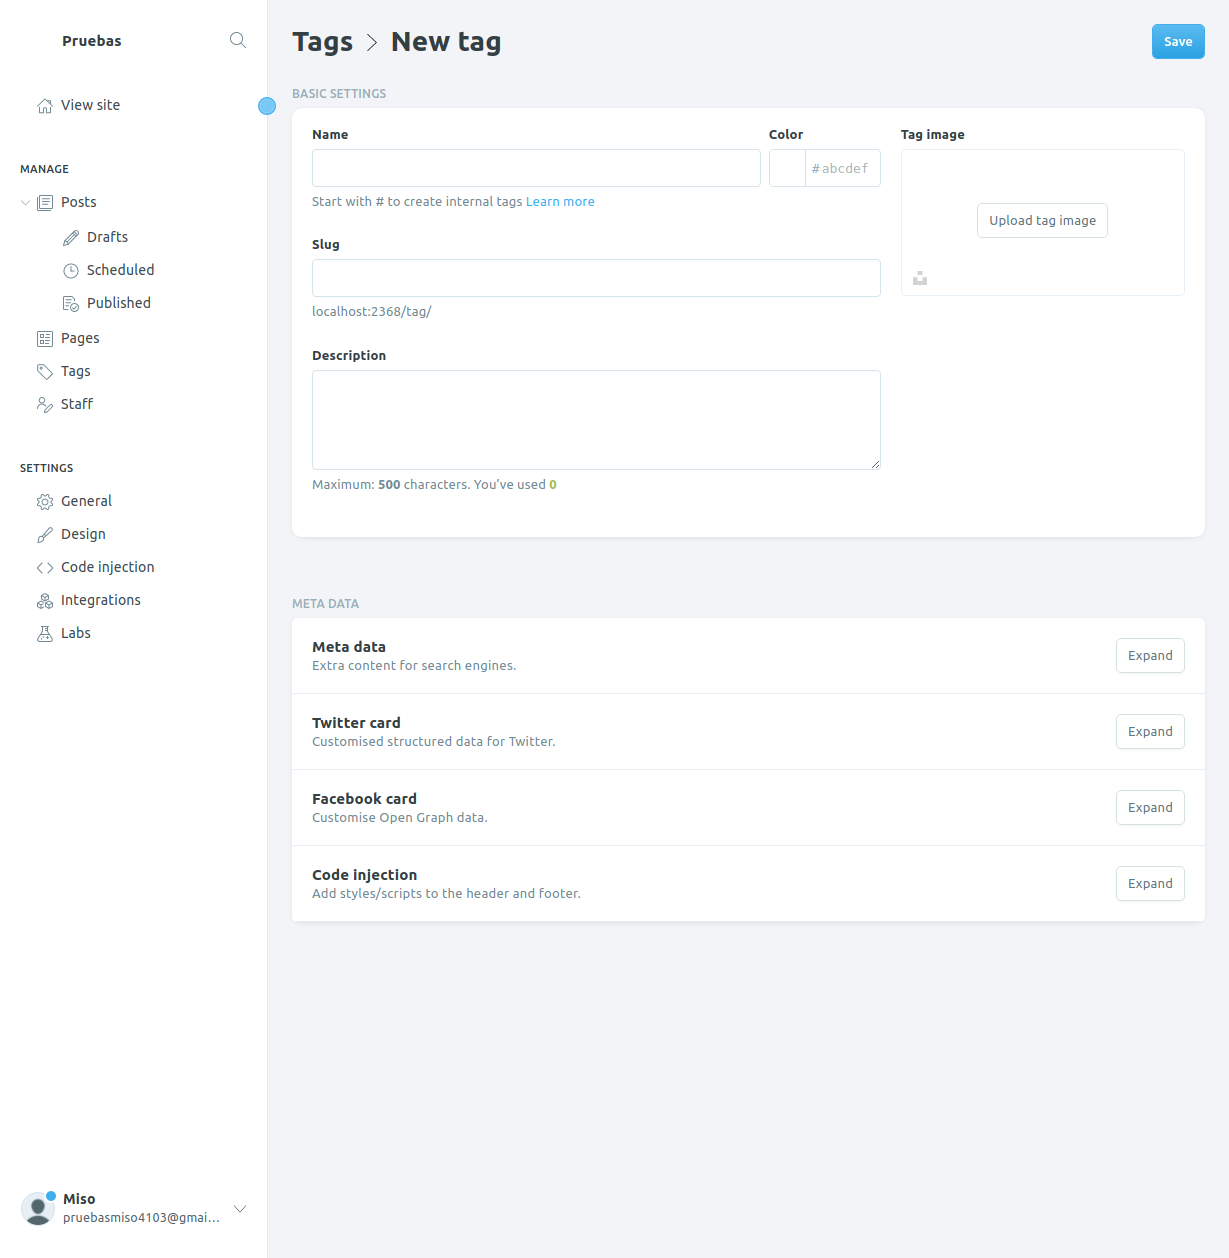 Pruebas
View site
MANAGE
Posts
Drafts
Scheduled
Published
Pages
Tags
Staff
SETTINGS
General
Design
Code injection
Integrations
Labs
Miso
pruebasmiso4103@gmai...
Tags > New tag
Save
BASIC SETTINGS
Name
Color
#abcdef
Start with # to create internal tags Learn more
Slug
localhost:2368/tag/
Description
Maximum: 500 characters. You’ve used 0
Tag image
Upload tag image
META DATA
Meta data
Extra content for search engines.
Expand
Twitter card
Customised structured data for Twitter.
Expand
Facebook card
Customise Open Graph data.
Expand
Code injection
Add styles/scripts to the header and footer.
Expand